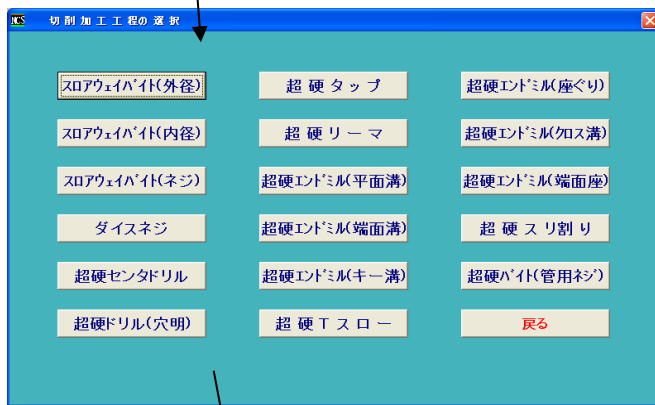 NCS 切削加工工程の選択
スロアウェイバイト(外径)
超硬タップ
超硬エンドミル(座ぐり)
スロアウェイバイト(内径)
超硬リーマ
超硬エンドミル(クロス溝)
スロアウェイバイト(ネジ)
超硬エンドミル(平面溝)
超硬エンドミル(端面座)
ダイスネジ
超硬エンドミル(端面溝)
超硬スリ割り
超硬センタドリル
超硬エンドミル(キー溝)
超硬バイト(管用ネジ)
超硬ドリル(穴明)
超硬Tスロー
戻る